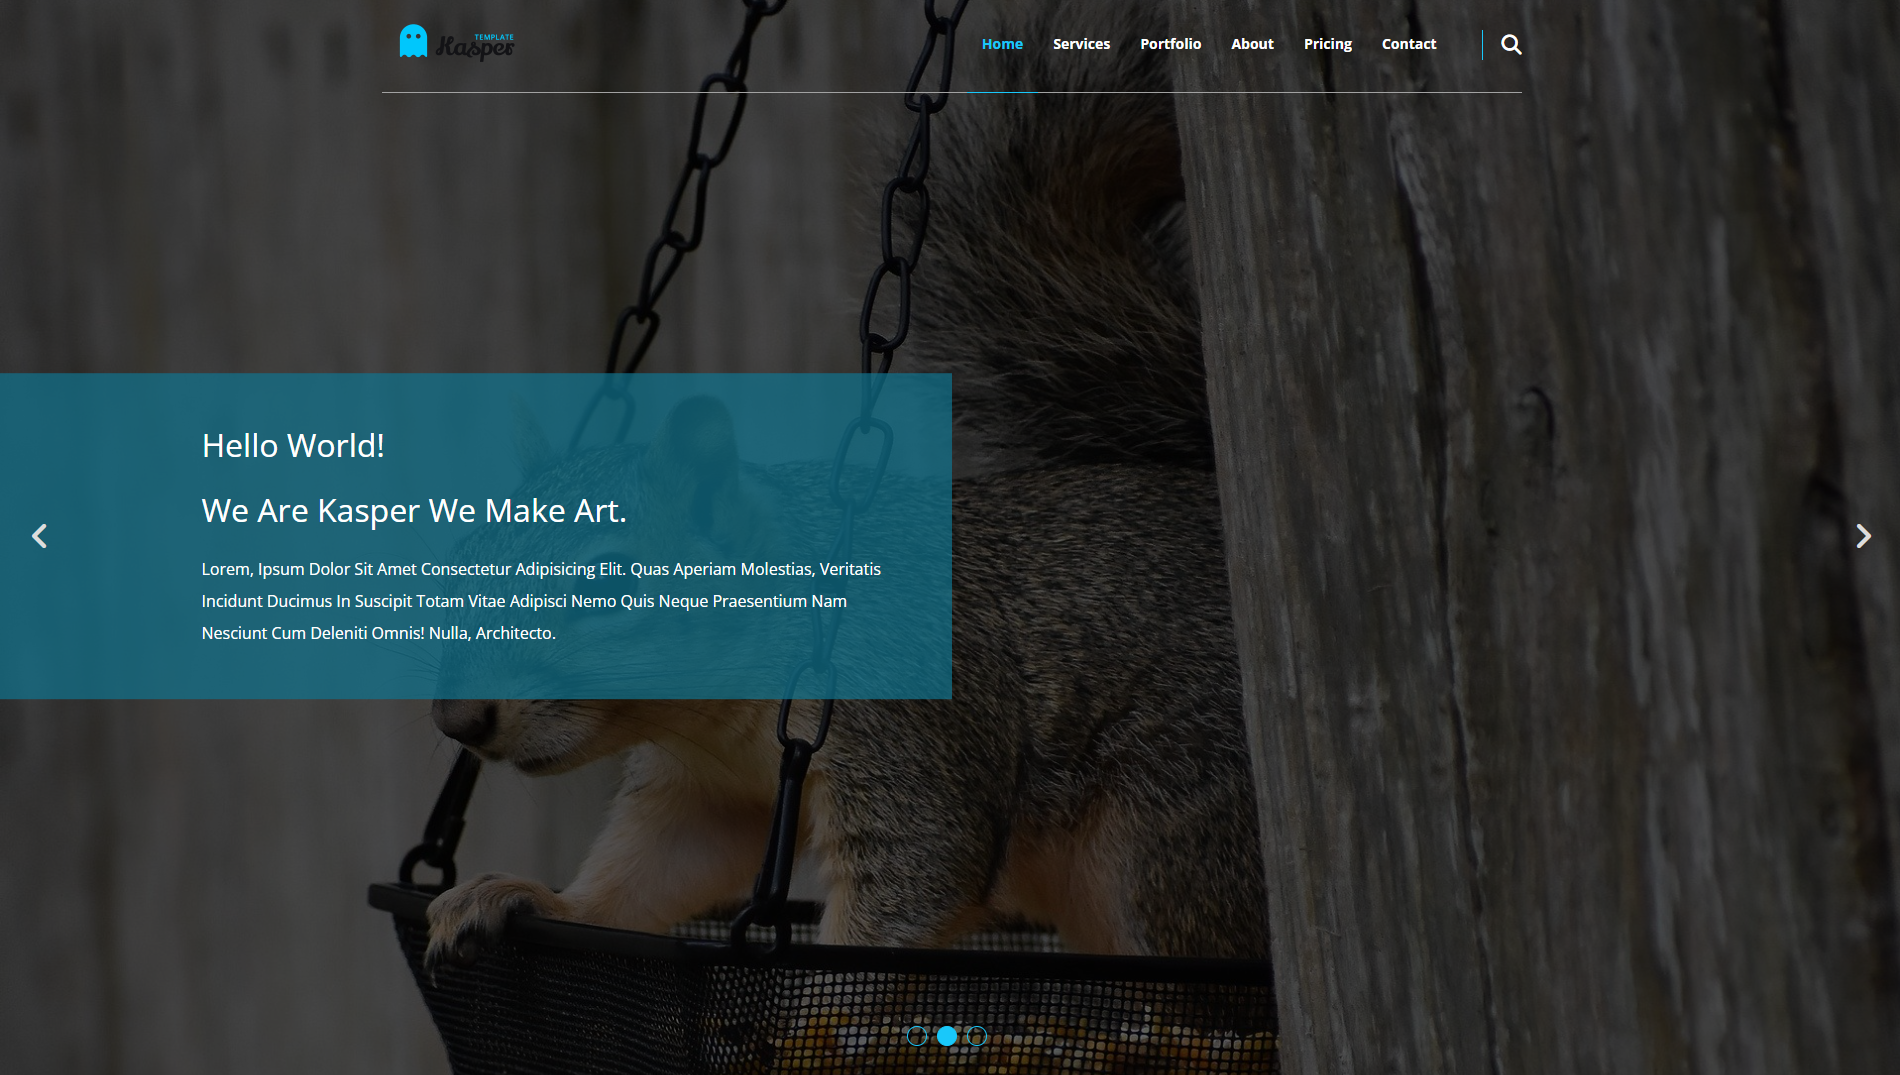 TEMPLATE
Kasper
Home Services Portfolio About Pricing Contact
Hello World!
We Are Kasper We Make Art.
Lorem, Ipsum Dolor Sit Amet Consectetur Adipisicing Elit. Quas Aperiam Molestias, Veritatis
Incidunt Ducimus In Suscipit Totam Vitae Adipisci Nemo Quis Neque Praesentium Nam
Nesciunt Cum Deleniti Omnis! Nulla, Architecto.